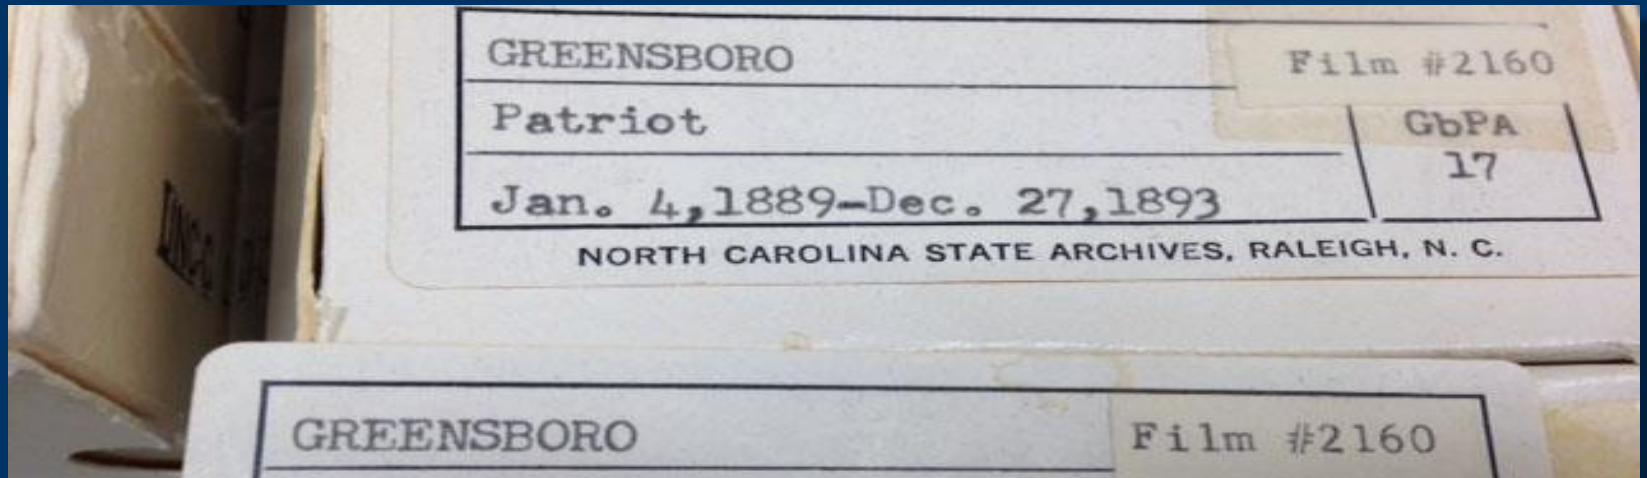 GREENSBORO
Film #2160
Patriot
GbPA
17
Jan. 4,1889-Dec. 27,1893
NORTH CAROLINA STATE ARCHIVES, RALEIGH, N. C.
GREENSBORO
Film #2160